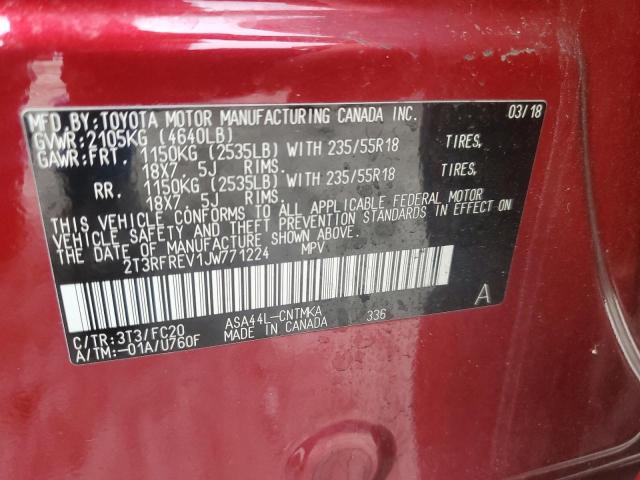 MFD. BY: TOYOTA MOTOR MANUFACTURING CANADA INC. 03/18
GVWR: 2105KG (4640LB)
GAWR: FRT. 1150KG (2535LB) WITH 235/55R18 TIRES,
18X7. 5J RIMS.
RR. 1150KG (2535LB) WITH 235/55R18 TIRES,
18X7. 5J RIMS.
THIS VEHICLE CONFORMS TO ALL APPLICABLE FEDERAL MOTOR
VEHICLE SAFETY AND THEFT PREVENTION STANDARDS IN EFFECT ON
THE DATE OF MANUFACTURE SHOWN ABOVE.
2T3RFREV1JW771224 MPV
A
C/TR: 3T3/FC20 ASA44L-CNTMKA 336
A/TM: -01A/U760F MADE IN CANADA